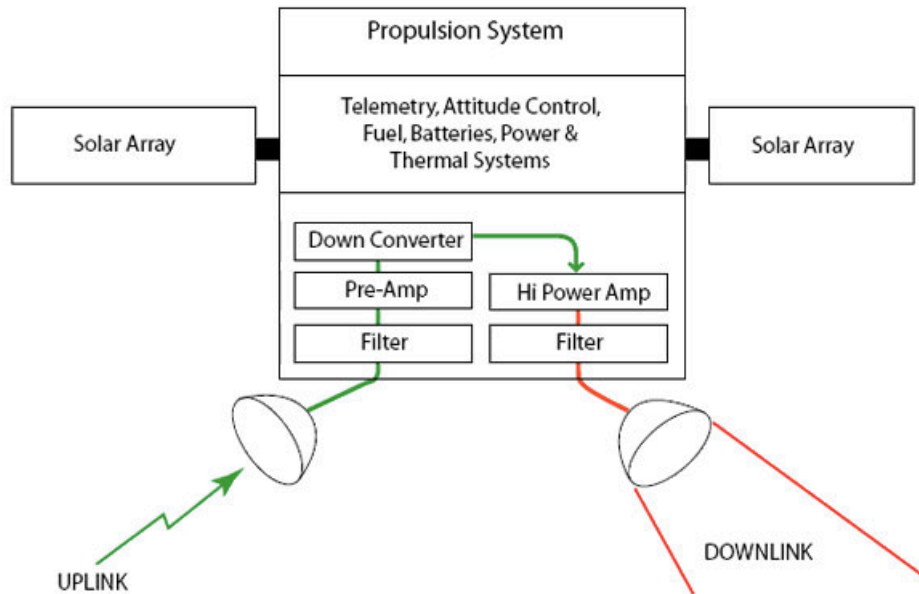 Propulsion System
Telemetry, Attitude Control,
Fuel, Batteries, Power &
Thermal Systems
Solar Array
Solar Array
Down Converter
Pre-Amp
Hi Power Amp
Filter
Filter
DOWNLINK
UPLINK